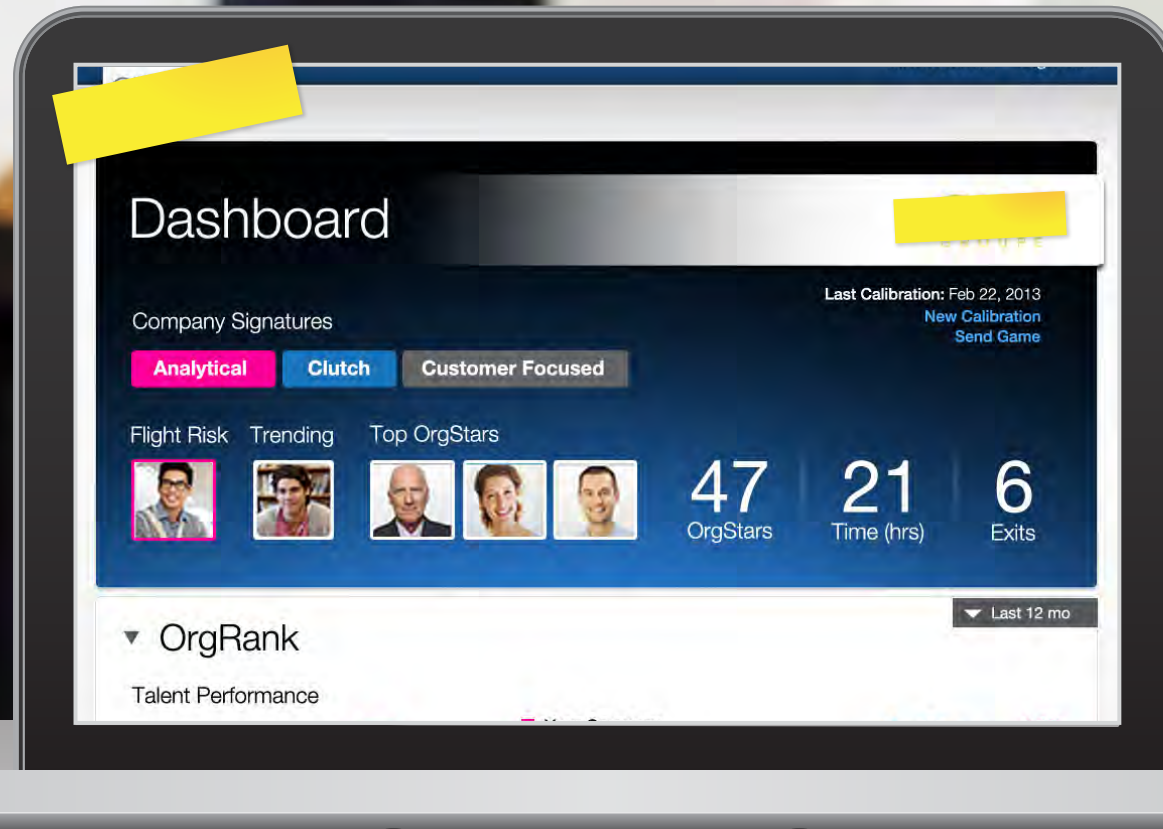 Dashboard
Last Calibration: Feb 22, 2013
New Calibration
Send Game
Company Signatures
Analytical Clutch Customer Focused
Flight Risk Trending Top OrgStars
47 21 6
OrgStars Time (hrs) Exits
Last 12 mo
OrgRank
Talent Performance